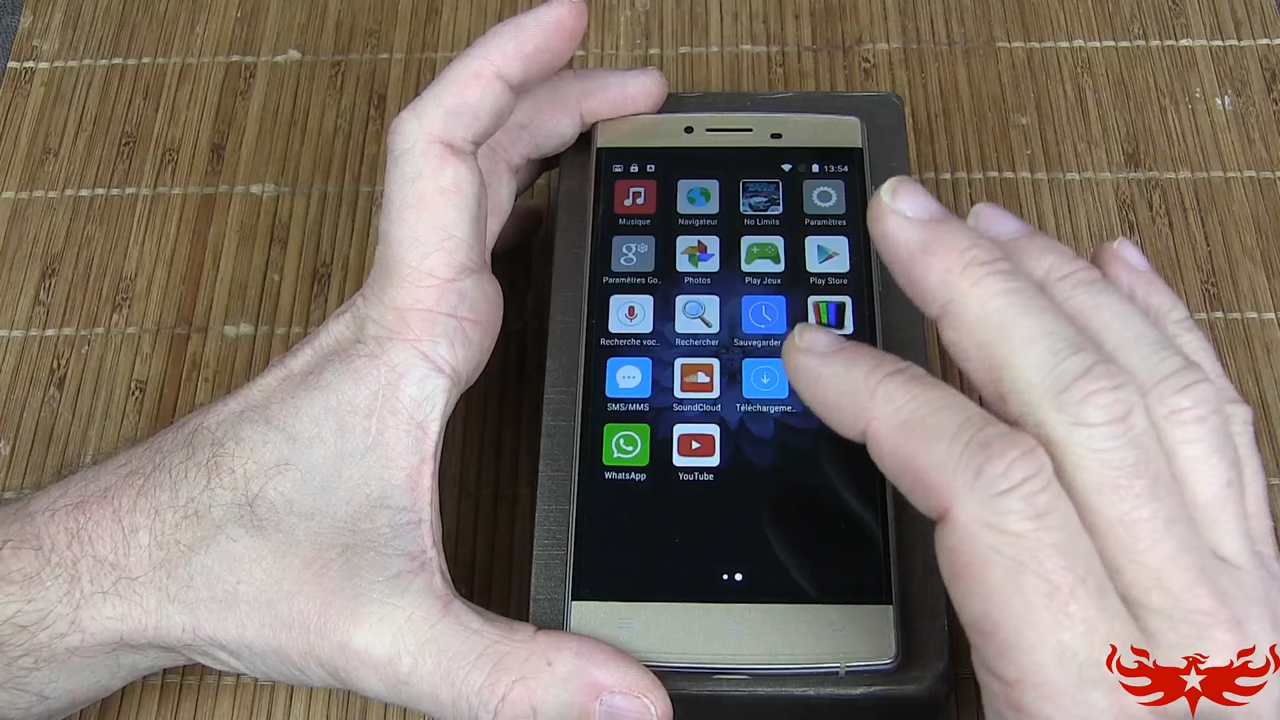 13:54
Musique Navigateur No Limits Paramètres
Paramètres Go.. Photos Play Jeux Play Store
Recherche voc.. Rechercher Sauvegarder
SMS/MMS SoundCloud Téléchargeme..
WhatsApp YouTube